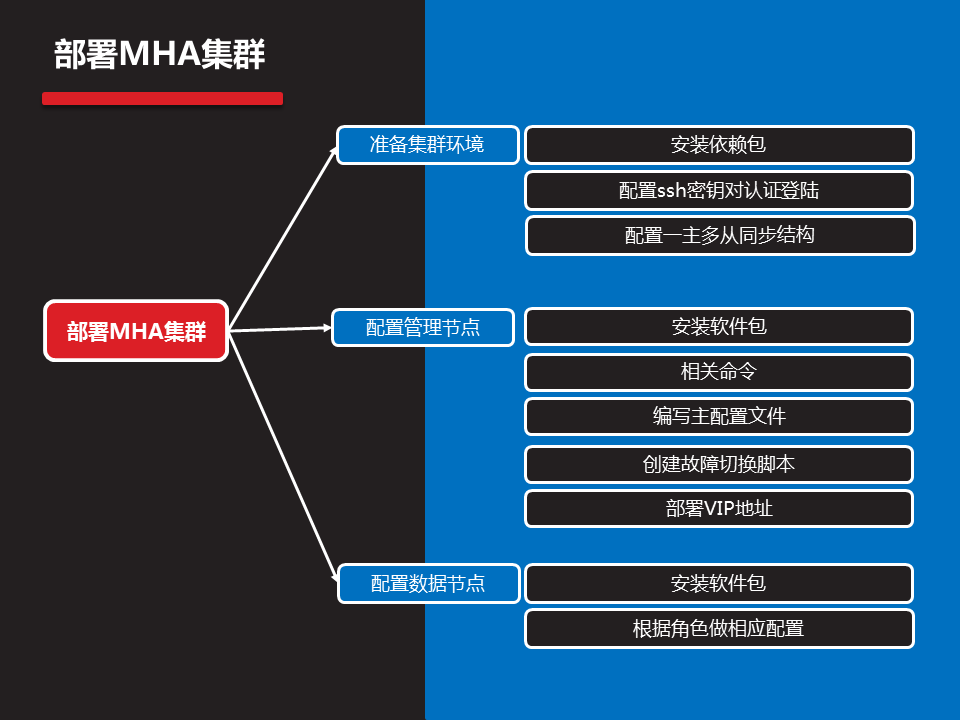 部署MHA集群
准备集群环境
安装依赖包
配置ssh密钥对认证登陆
配置一主多从同步结构
部署MHA集群
配置管理节点
安装软件包
相关命令
编写主配置文件
创建故障切换脚本
部署VIP地址
配置数据节点
安装软件包
根据角色做相应配置